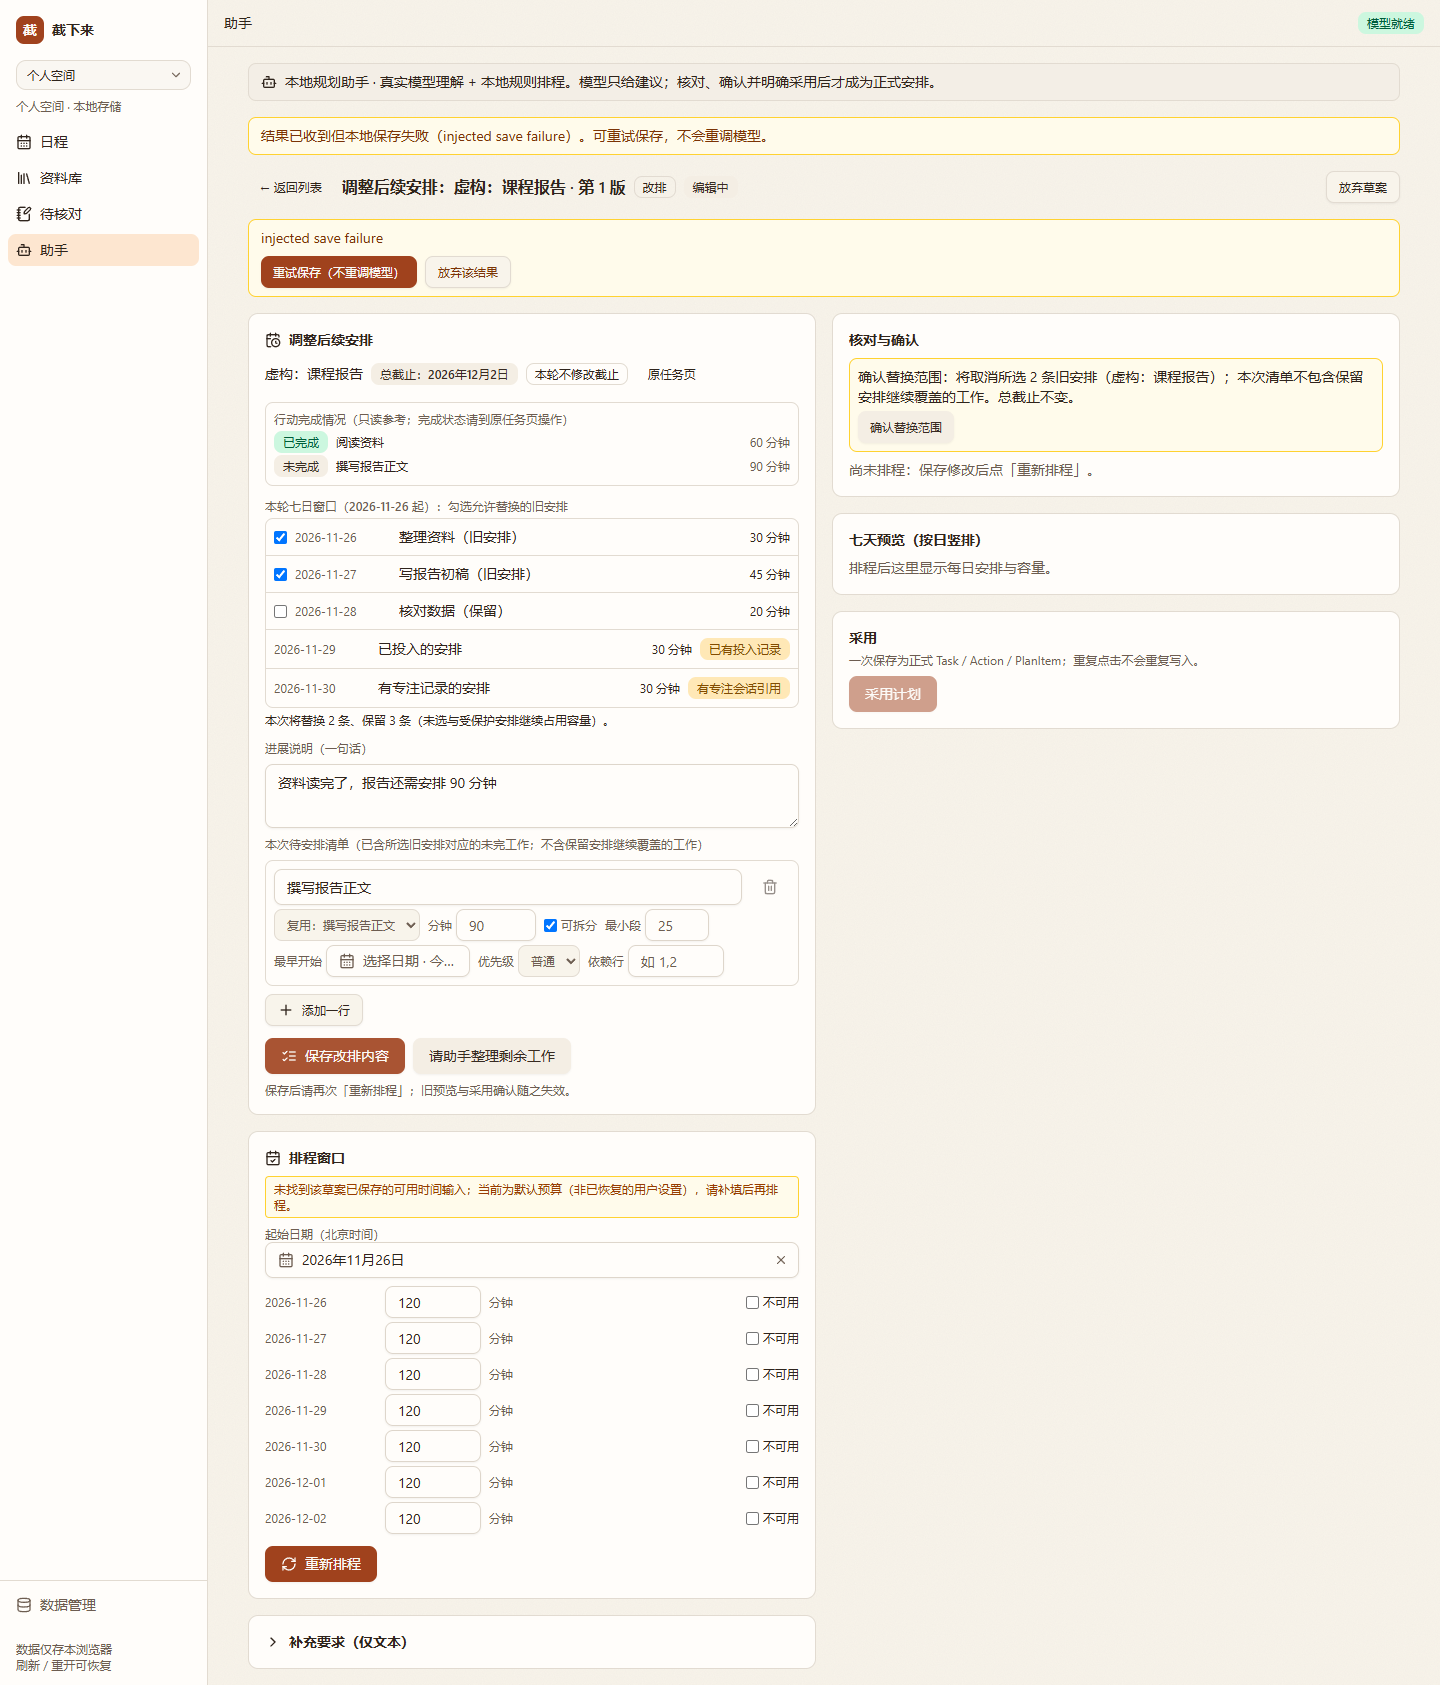 截 截下来
个人空间
个人空间 · 本地存储
日程
资料库
待核对
助手
数据管理
数据仅存本浏览器
刷新 / 重开可恢复
助手
模型就绪
本地规划助手 · 真实模型理解 + 本地规则排程。模型只给建议；核对、确认并明确采用后才成为正式安排。
结果已收到但本地保存失败（injected save failure）。可重试保存，不会重调模型。
← 返回列表 调整后续安排：虚构：课程报告 · 第 1 版 改排 编辑中 放弃草案
injected save failure
重试保存（不重调模型） 放弃该结果
调整后续安排
虚构：课程报告 总截止：2026年12月2日 本轮不修改截止 原任务页
行动完成情况（只读参考；完成状态请到原任务页操作）
已完成 阅读资料 60 分钟
未完成 撰写报告正文 90 分钟
本轮七日窗口（2026-11-26 起）：勾选允许替换的旧安排
2026-11-26 整理资料（旧安排） 30 分钟
2026-11-27 写报告初稿（旧安排） 45 分钟
2026-11-28 核对数据（保留） 20 分钟
2026-11-29 已投入的安排 30 分钟 已有投入记录
2026-11-30 有专注记录的安排 30 分钟 有专注会话引用
本次将替换 2 条、保留 3 条（未选与受保护安排继续占用容量）。
进展说明（一句话）
资料读完了，报告还需安排 90 分钟
本次待安排清单（已含所选旧安排对应的未完工作；不含保留安排继续覆盖的工作）
撰写报告正文
复用：撰写报告正文 分钟 90 可拆分 最小段 25
最早开始 选择日期 · 今... 优先级 普通 依赖行 如 1,2
添加一行
保存改排内容 请助手整理剩余工作
保存后请再次「重新排程」；旧预览与采用确认随之失效。
排程窗口
未找到该草案已保存的可用时间输入；当前为默认预算（非已恢复的用户设置），请补填后再排
程。
起始日期（北京时间）
2026年11月26日
2026-11-26 120 分钟 不可用
2026-11-27 120 分钟 不可用
2026-11-28 120 分钟 不可用
2026-11-29 120 分钟 不可用
2026-11-30 120 分钟 不可用
2026-12-01 120 分钟 不可用
2026-12-02 120 分钟 不可用
重新排程
补充要求（仅文本）
核对与确认
确认替换范围：将取消所选 2 条旧安排（虚构：课程报告）；本次清单不包含保留
安排继续覆盖的工作。总截止不变。
确认替换范围
尚未排程：保存修改后点「重新排程」。
七天预览（按日竖排）
排程后这里显示每日安排与容量。
采用
一次保存为正式 Task / Action / PlanItem；重复点击不会重复写入。
采用计划